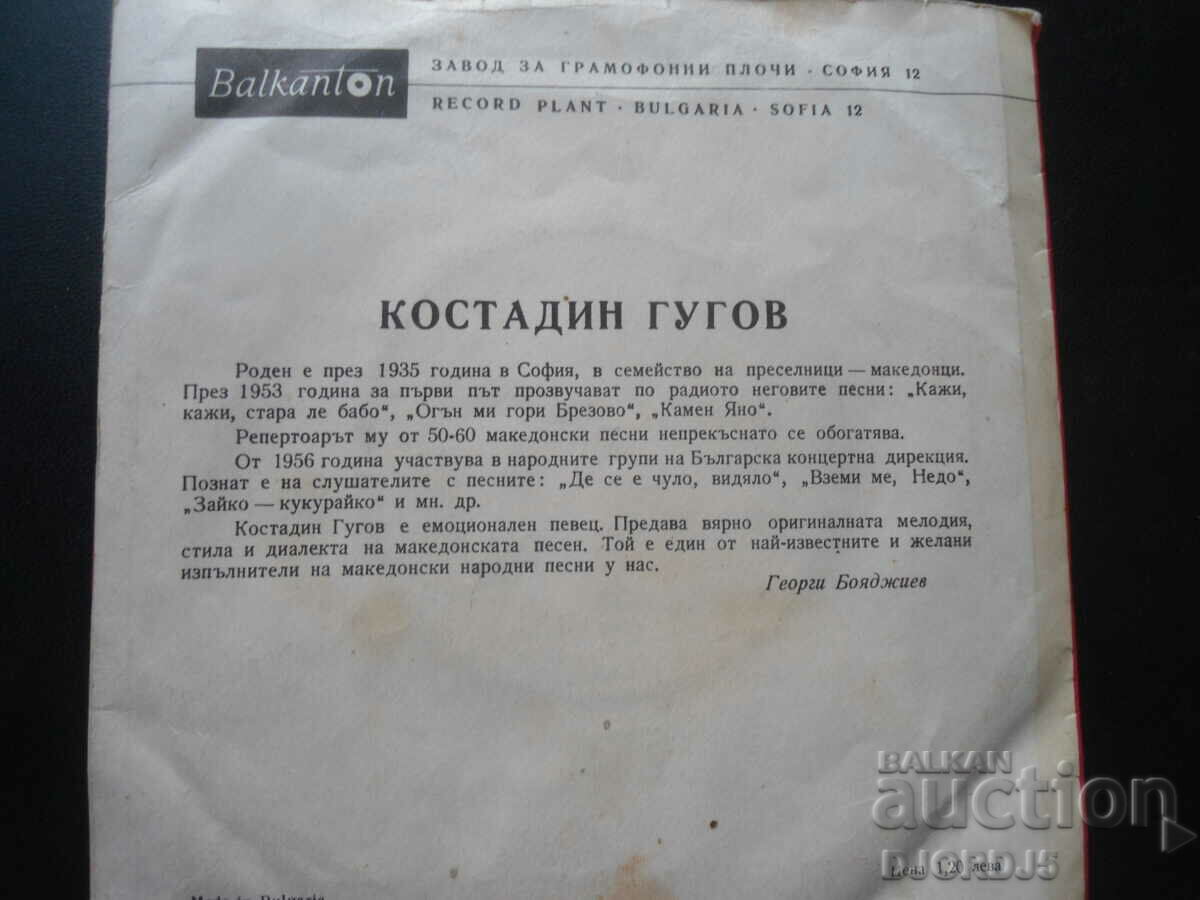 Balkanton
ЗАВОД ЗА ГРАМОФОННИ ПЛОЧИ · СОФИЯ 12
RECORD PLANT · BULGARIA · SOFIA 12
КОСТАДИН ГУГОВ
Роден е през 1935 година в София, в семейство на преселници — македонци.
През 1953 година за първи път прозвучават по радиото неговите песни: „Кажи,
кажи, стара ле бабо“, „Огън ми гори Брезово“, „Камен Яно“.
Репертоарът му от 50-60 македонски песни непрекъснато се обогатява.
От 1956 година участвува в народните групи на Българска концертна дирекция.
Познат е на слушателите с песните: „Де се е чуло, видяло“, „Вземи ме, Недо“,
„Зайко — кукурайко“ и мн. др.
Костадин Гугов е емоционален певец. Предава вярно оригиналната мелодия,
стила и диалекта на македонската песен. Той е един от най-известните и желани
изпълнители на македонски народни песни у нас.
Георги Бояджиев
BALKAN
auction
DJORDJ5
Цена 1,20 лева
Made in Bulgaria